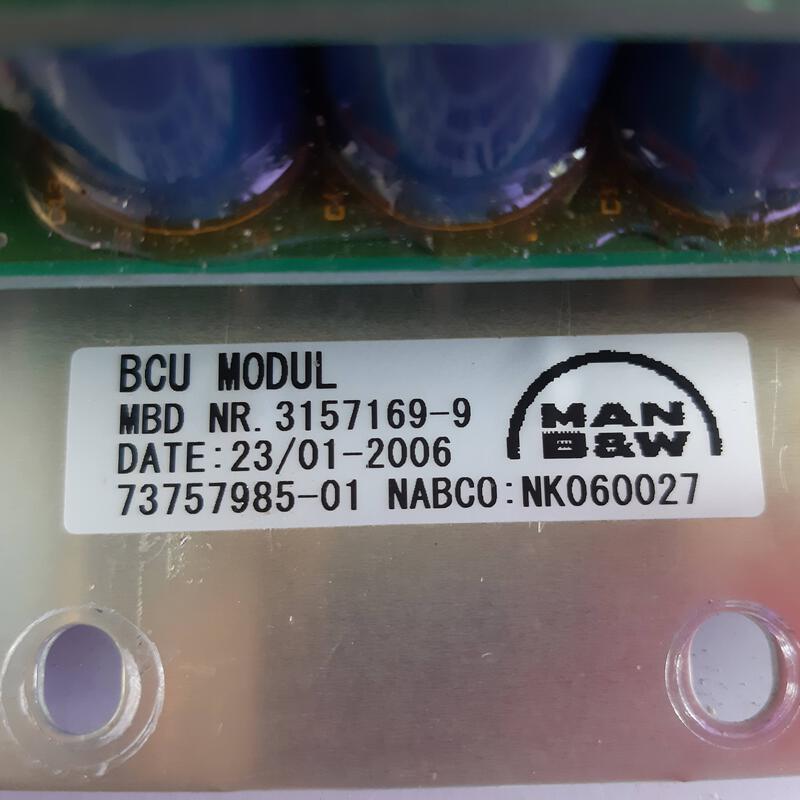 BCU MODUL
MBD NR. 3157169-9
DATE:23/01-2006
73757985-01 NABCO:NK060027
MAN
B&W